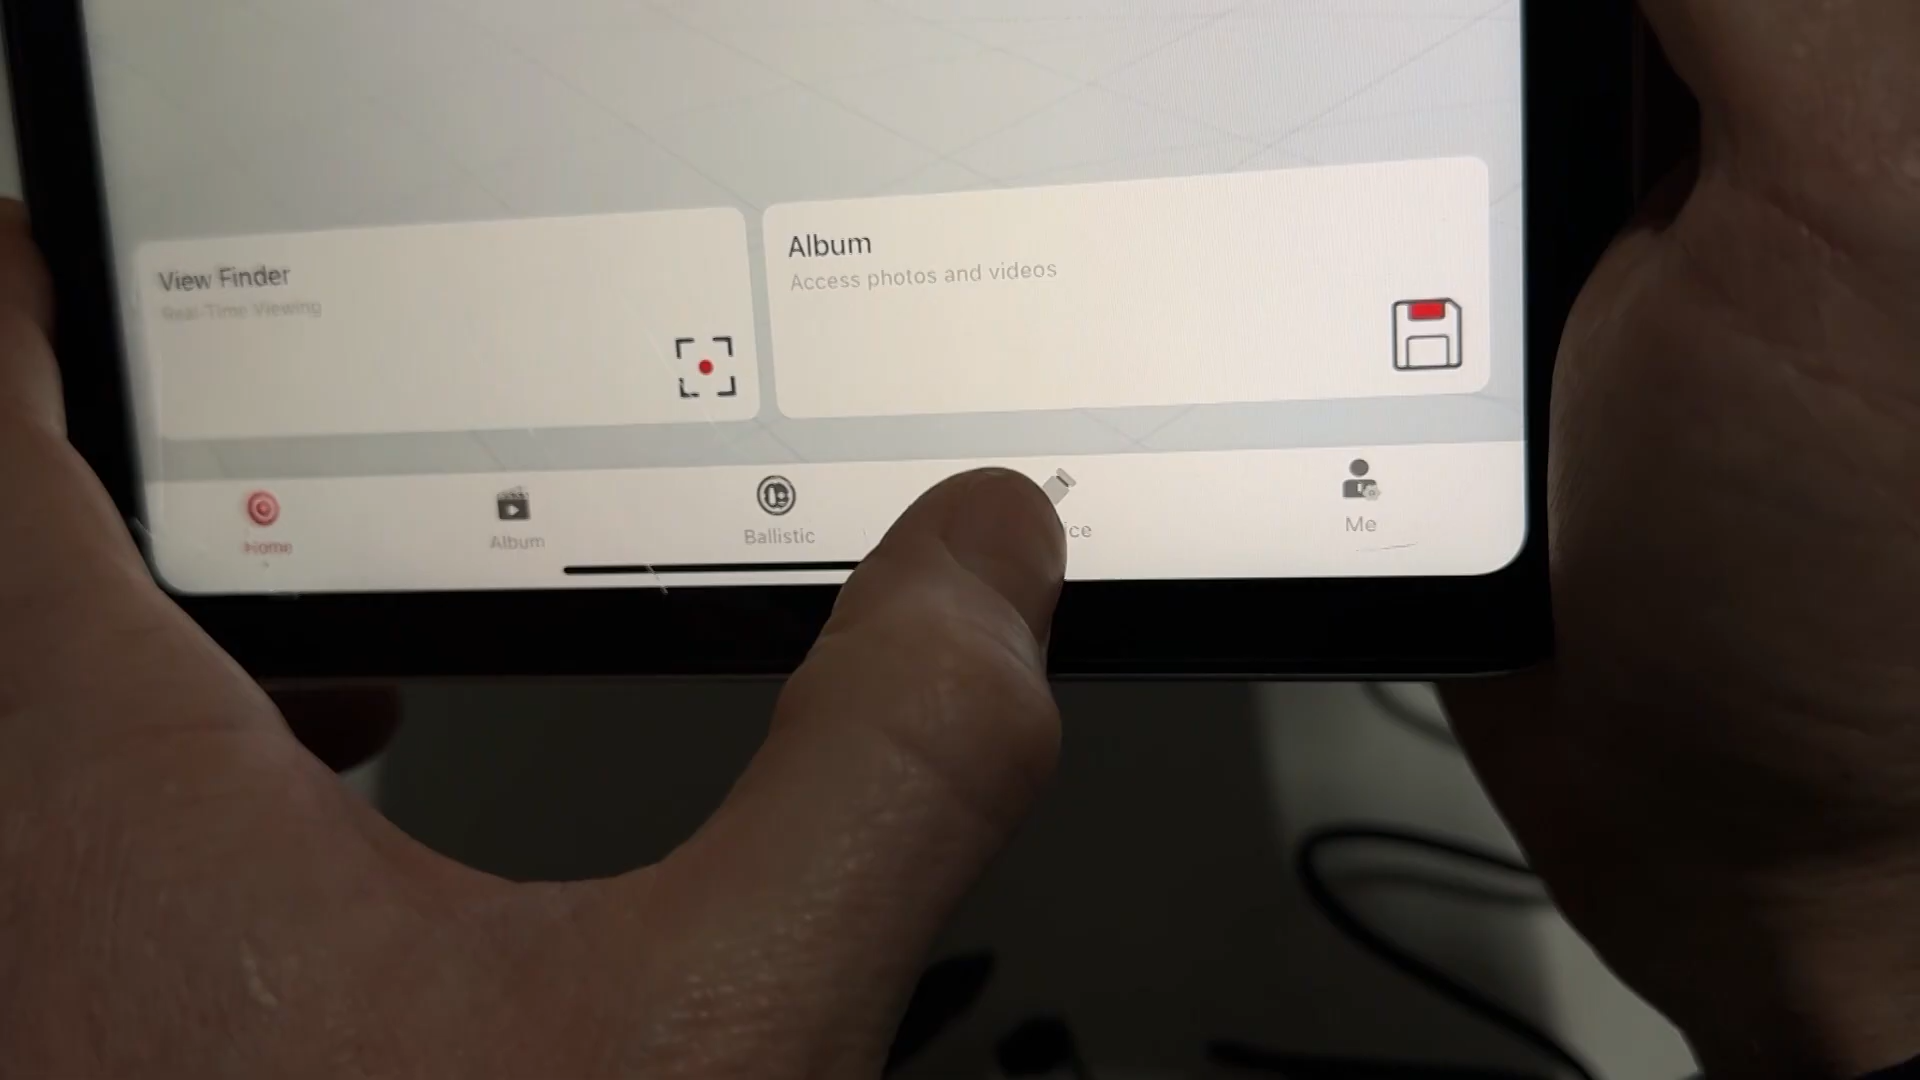 View Finder
Real-Time Viewing
Album
Access photos and videos
Home
Album
Ballistic
ice
Me